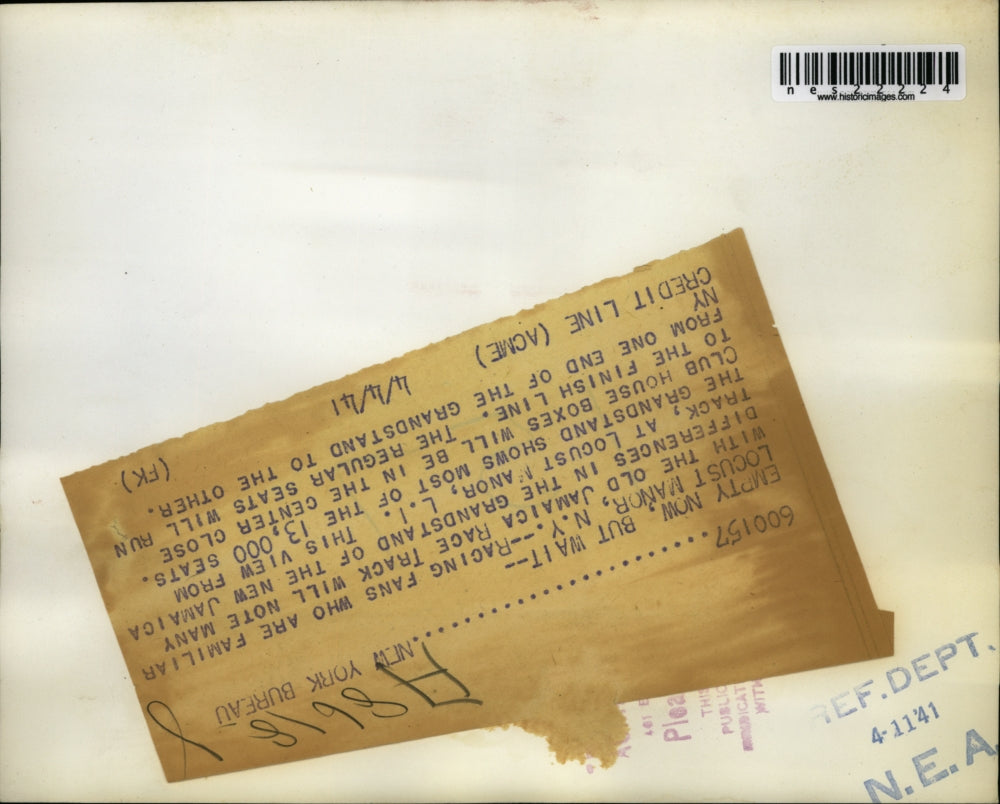 nes22224
www.historicimages.com
600157..........NEW YORK BUREAU
EMPTY NOW, BUT WAIT--
LOCUST MANOR, N.Y.--RACING FANS WHO ARE FAMILIAR
WITH THE OLD JAMAICA RACE TRACK WILL NOTE MANY
DIFFERENCES IN THE GRANDSTAND OF THE NEW JAMAICA
TRACK, AT LOCUST MANOR, L.I. THIS VIEW FROM
THE GRANDSTAND SHOWS MOST OF THE 13,000 SEATS.
CLUB HOUSE BOXES WILL BE IN THE CENTER CLOSE
TO THE FINISH LINE. THE REGULAR SEATS WILL RUN
FROM ONE END OF THE GRANDSTAND TO THE OTHER.
NY
CREDIT LINE (ACME) 4/4/41 (FK)
REF. DEPT.
4-11'41
N.E.A